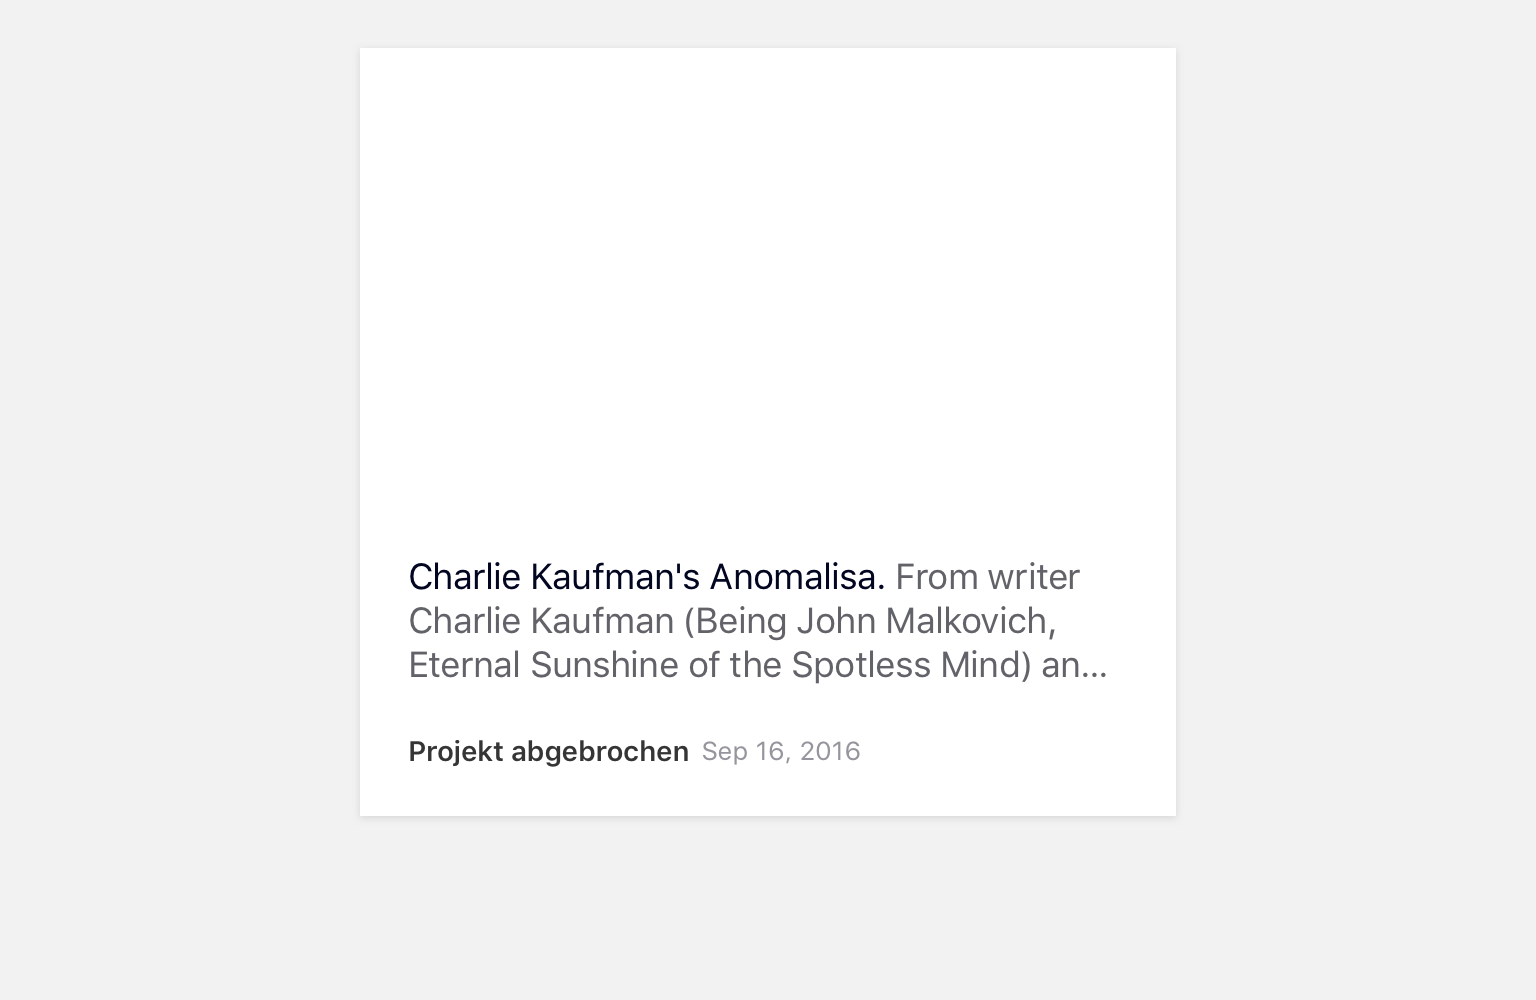 Charlie Kaufman's Anomalisa. From writer
Charlie Kaufman (Being John Malkovich,
Eternal Sunshine of the Spotless Mind) an...
Projekt abgebrochen Sep 16, 2016